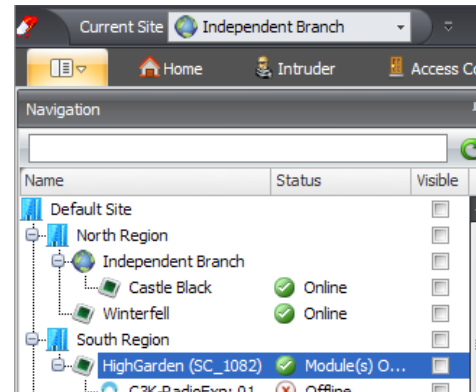 Current Site Independent Branch
Home Intruder Access Co
Navigation
Name Status Visible
Default Site
North Region
Independent Branch
Castle Black Online
Winterfell Online
South Region
HighGarden (SC_1082) Module(s) O...
C3K-RadioExp: 01 Offline